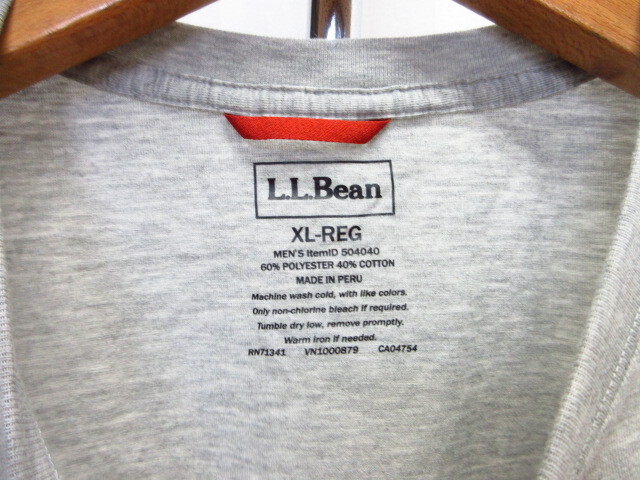 L.L.Bean
XL-REG
MEN'S ItemID 504040
60% POLYESTER 40% COTTON
MADE IN PERU
Machine wash cold, with like colors.
Only non-chlorine bleach if required.
Tumble dry low, remove promptly.
Warm iron if needed.
RN71341 VN1000879 CA04754